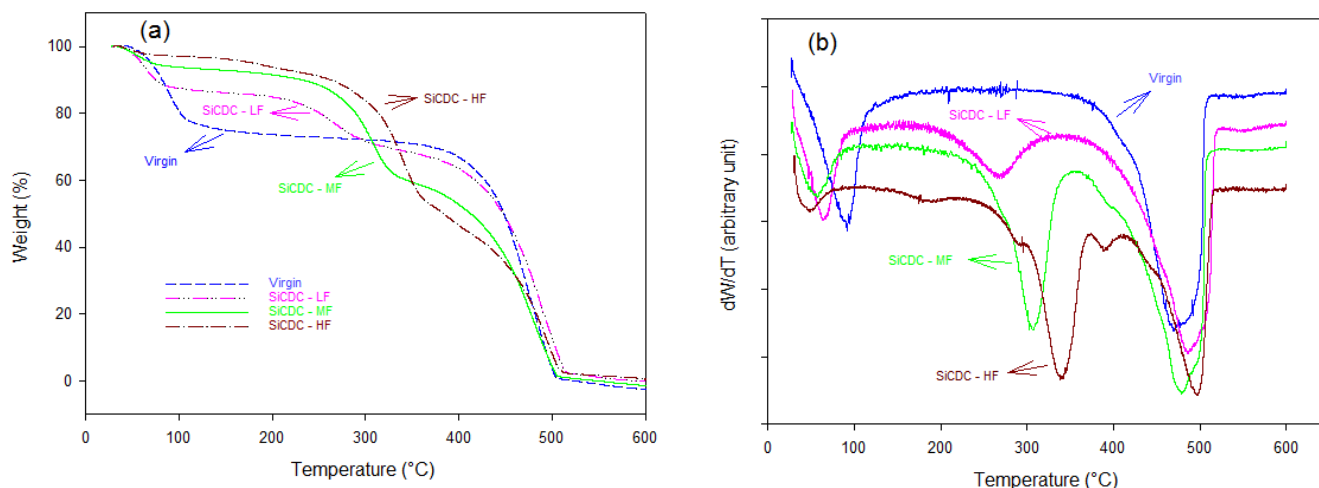 (a)
100
80
60
40
20
0
Weight (%)
SiCDC - HF
SiCDC - LF
Virgin
SiCDC - MF
Virgin
SiCDC - LF
SiCDC - MF
SiCDC - HF
0 100 200 300 400 500 600
Temperature (°C)
(b)
Virgin
SiCDC - LF
SiCDC - MF
SiCDC - HF
dW/dT (arbitrary unit)
0 100 200 300 400 500 600
Temperature (°C)